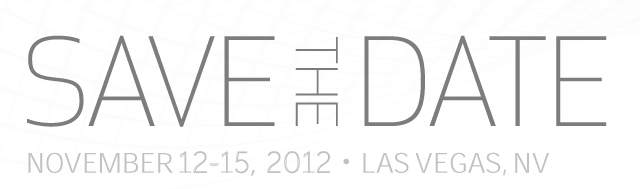 SAVE THE DATE
NOVEMBER 12-15, 2012 • LAS VEGAS, NV